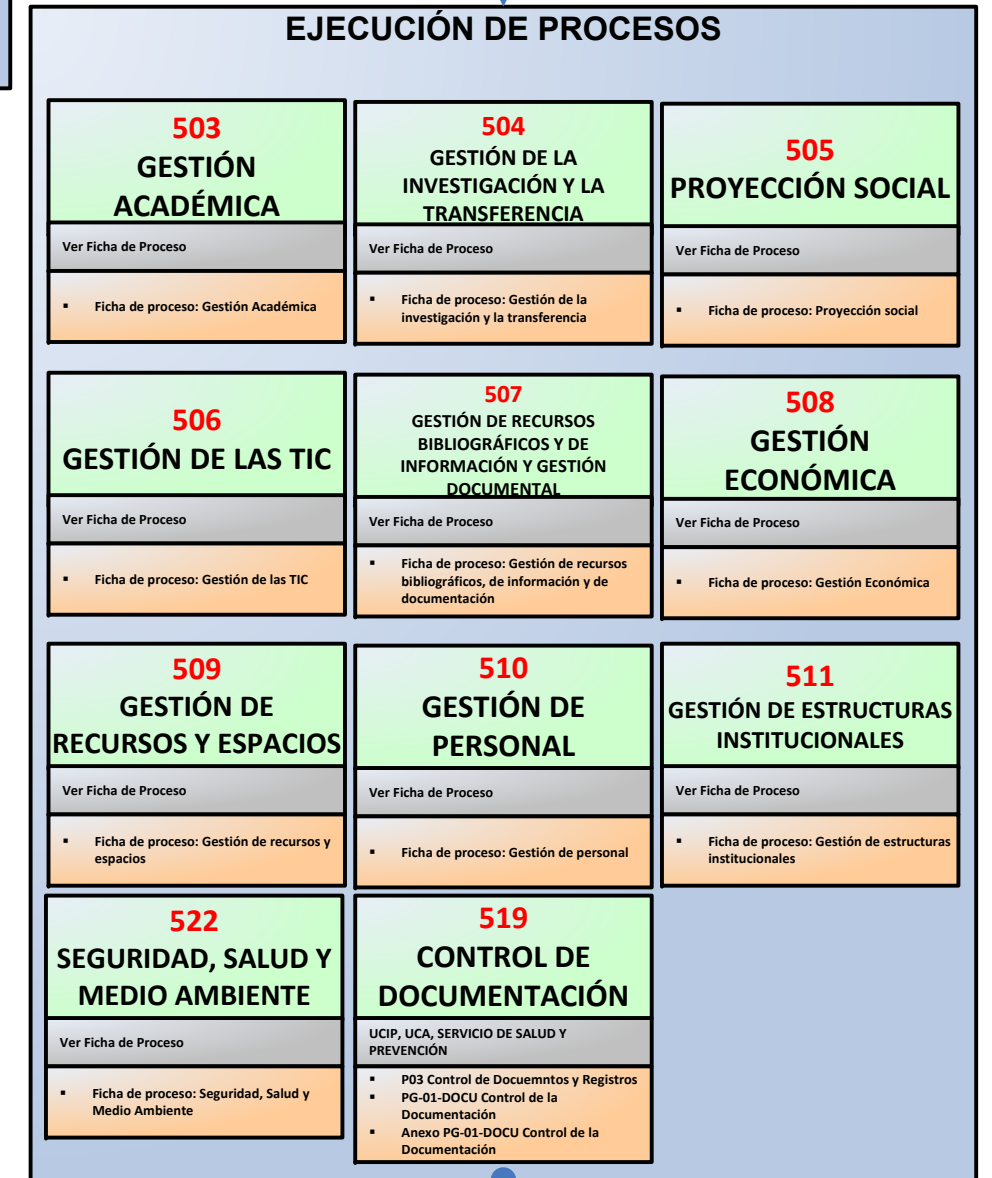 EJECUCIÓN DE PROCESOS
503
GESTIÓN
ACADÉMICA
Ver Ficha de Proceso
▪ Ficha de proceso: Gestión Académica
504
GESTIÓN DE LA
INVESTIGACIÓN Y LA
TRANSFERENCIA
Ver Ficha de Proceso
▪ Ficha de proceso: Gestión de la
investigación y la transferencia
505
PROYECCIÓN SOCIAL
Ver Ficha de Proceso
▪ Ficha de proceso: Proyección social
506
GESTIÓN DE LAS TIC
Ver Ficha de Proceso
▪ Ficha de proceso: Gestión de las TIC
507
GESTIÓN DE RECURSOS
BIBLIOGRÁFICOS Y DE
INFORMACIÓN Y GESTIÓN
DOCUMENTAL
Ver Ficha de Proceso
▪ Ficha de proceso: Gestión de recursos
bibliográficos, de información y de
documentación
508
GESTIÓN
ECONÓMICA
Ver Ficha de Proceso
▪ Ficha de proceso: Gestión Económica
509
GESTIÓN DE
RECURSOS Y ESPACIOS
Ver Ficha de Proceso
▪ Ficha de proceso: Gestión de recursos y
espacios
510
GESTIÓN DE
PERSONAL
Ver Ficha de Proceso
▪ Ficha de proceso: Gestión de personal
511
GESTIÓN DE ESTRUCTURAS
INSTITUCIONALES
Ver Ficha de Proceso
▪ Ficha de proceso: Gestión de estructuras
institucionales
522
SEGURIDAD, SALUD Y
MEDIO AMBIENTE
Ver Ficha de Proceso
▪ Ficha de proceso: Seguridad, Salud y
Medio Ambiente
519
CONTROL DE
DOCUMENTACIÓN
UCIP, UCA, SERVICIO DE SALUD Y
PREVENCIÓN
▪ P03 Control de Docuemntos y Registros
▪ PG-01-DOCU Control de la
Documentación
▪ Anexo PG-01-DOCU Control de la
Documentación